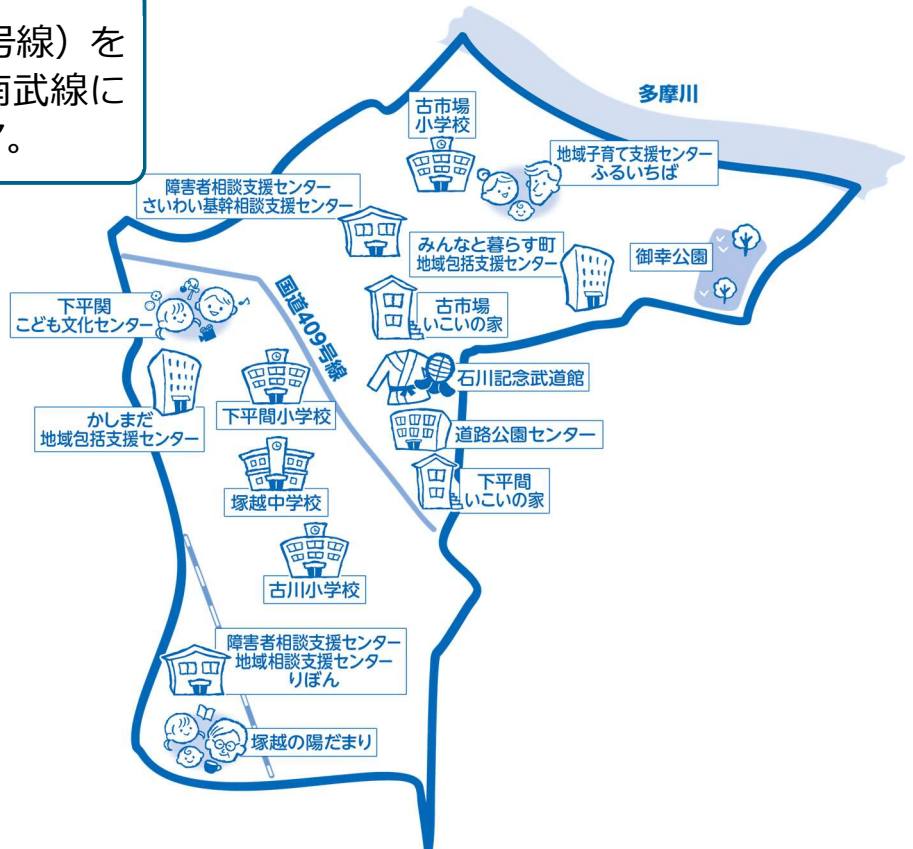 号線）を
南武線に
。
多摩川
古市場
小学校
地域子育て支援センター
ふるいちば
障害者相談支援センター
さいわい基幹相談支援センター
みんなと暮らす町
地域包括支援センター
御幸公園
国道409号線
下平間
こども文化センター
古市場
いこいの家
石川記念武道館
かしまだ
地域包括支援センター
下平間小学校
道路公園センター
塚越中学校
下平間
いこいの家
古川小学校
障害者相談支援センター
地域相談支援センター
りぼん
塚越の陽だまり